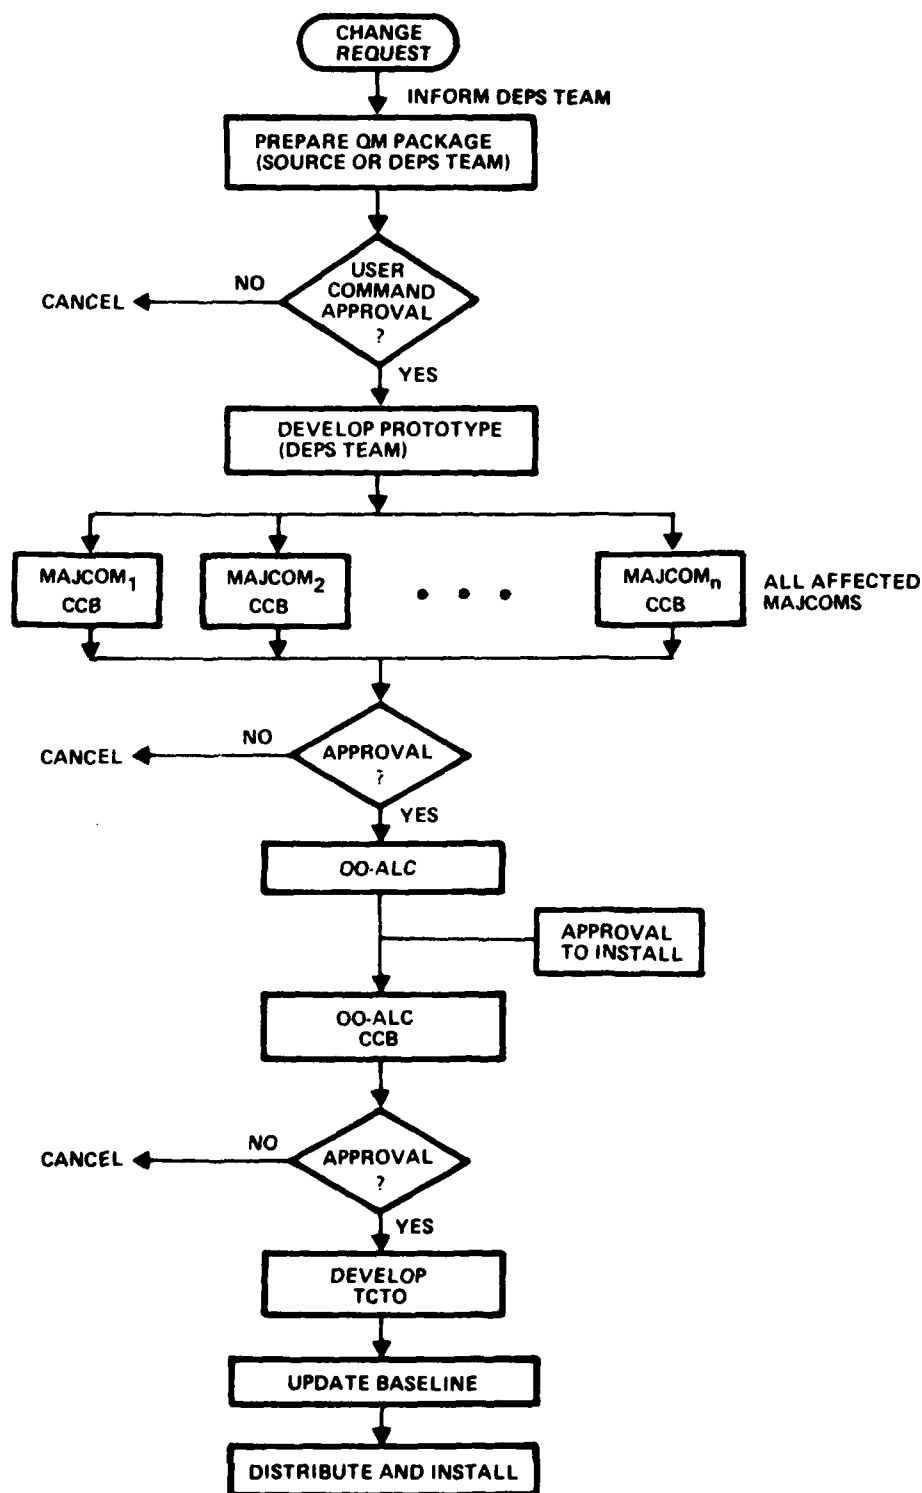 CHANGE
REQUEST
INFORM DEPS TEAM
PREPARE QM PACKAGE
(SOURCE OR DEPS TEAM)
USER
COMMAND
APPROVAL
?
NO
CANCEL
YES
DEVELOP PROTOTYPE
(DEPS TEAM)
MAJCOM1
CCB
MAJCOM2
CCB
• • •
MAJCOMn
CCB
ALL AFFECTED
MAJCOMS
APPROVAL
?
NO
CANCEL
YES
OO-ALC
APPROVAL
TO INSTALL
OO-ALC
CCB
APPROVAL
?
NO
CANCEL
YES
DEVELOP
TCTO
UPDATE BASELINE
DISTRIBUTE AND INSTALL